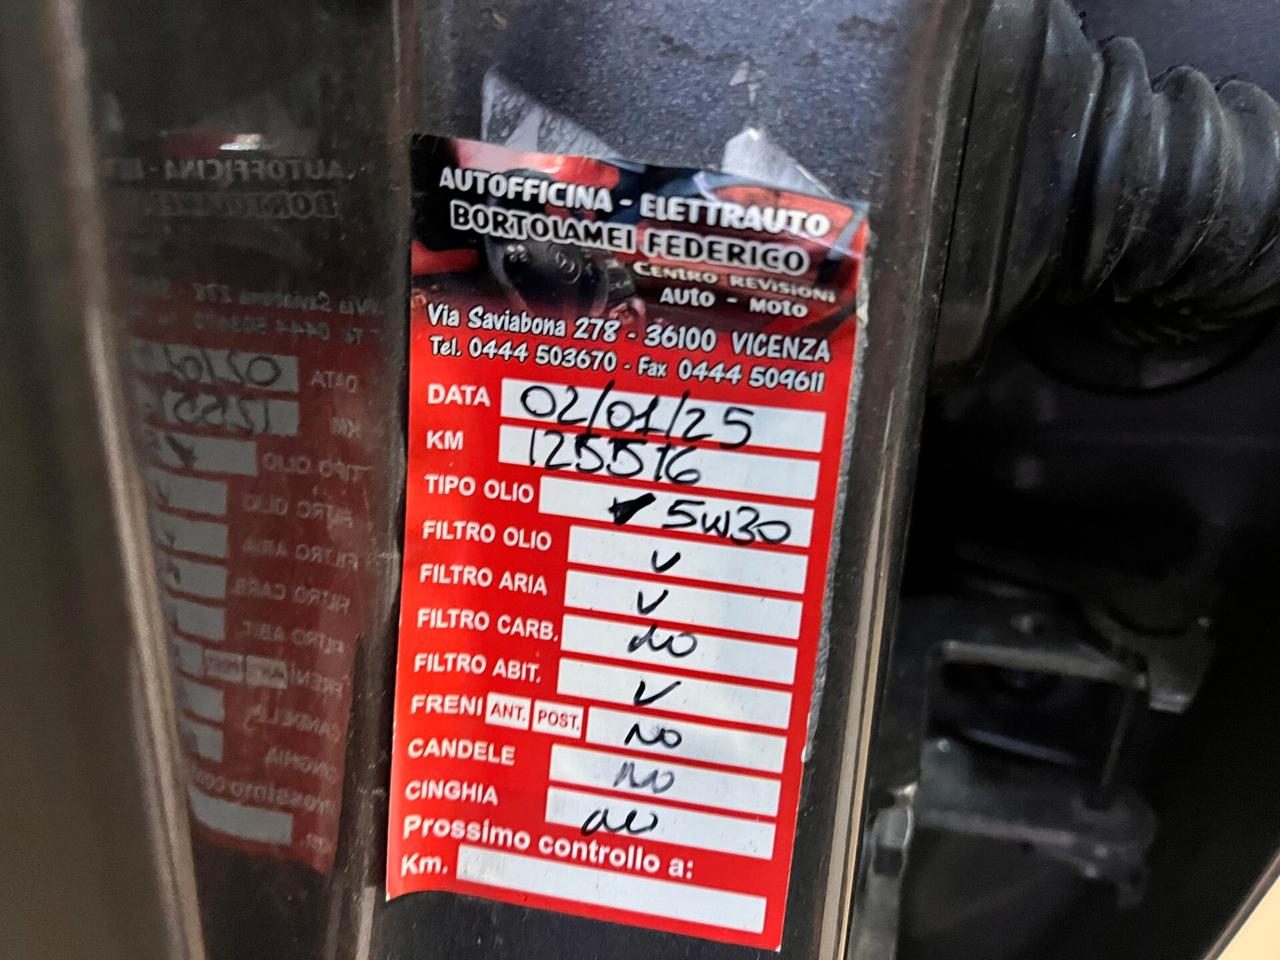 AUTOFFICINA - ELETTRAUTO
BORTOLAMEI FEDERICO
CENTRO REVISIONI
AUTO - MOTO
Via Saviabona 278 - 36100 VICENZA
Tel. 0444 503670 - Fax 0444 509611
DATA 02/01/25
KM 125516
TIPO OLIO 5W30
FILTRO OLIO V
FILTRO ARIA V
FILTRO CARB. NO
FILTRO ABIT. V
FRENI ANT. POST. NO
CANDELE NO
CINGHIA NO
Prossimo controllo a:
Km.